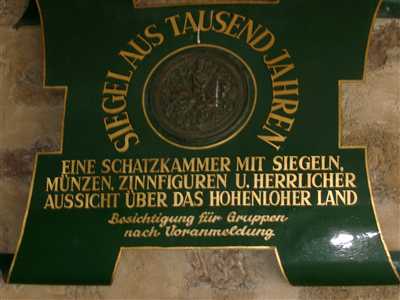 SIEGEL AUS TAUSEND JAHREN
EINE SCHATZKAMMER MIT SIEGELN,
MÜNZEN, ZINNFIGUREN U. HERRLICHER
AUSSICHT ÜBER DAS HOHENLOHER LAND
Besichtigung für Gruppen
nach Voranmeldung